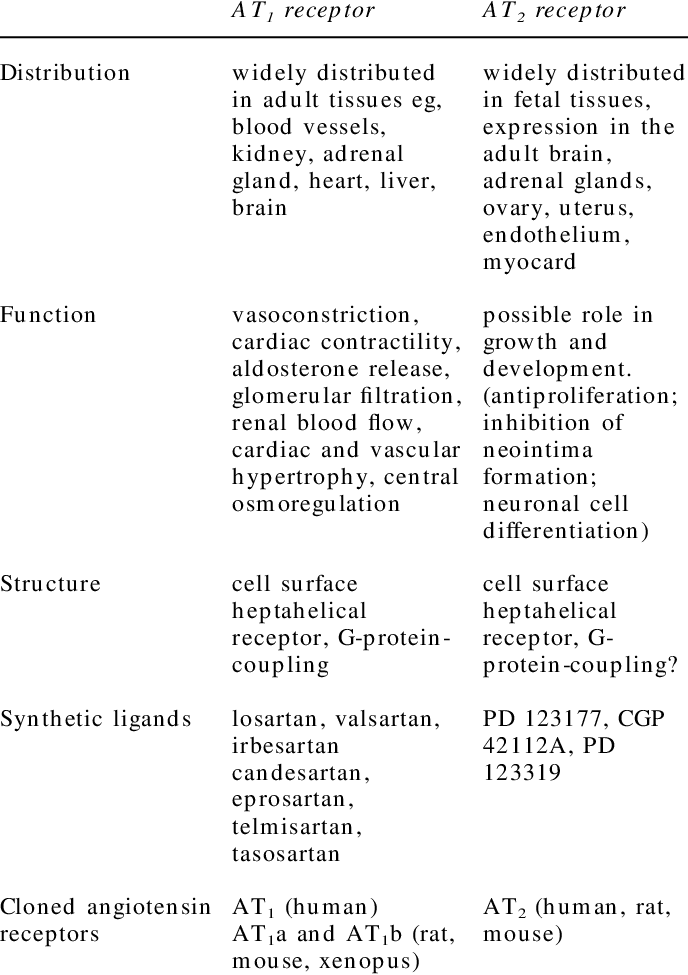 AT₁ receptor AT₂ receptor
Distribution
widely distributed
in adult tissues eg,
blood vessels,
kidney, adrenal
gland, heart, liver,
brain
widely distributed
in fetal tissues,
expression in the
adult brain,
adrenal glands,
ovary, uterus,
endothelium,
myocard
Function
vasoconstriction,
cardiac contractility,
aldosterone release,
glomerular filtration,
renal blood flow,
cardiac and vascular
hypertrophy, central
osmoregulation
possible role in
growth and
development.
(antiproliferation;
inhibition of
neointima
formation;
neuronal cell
differentiation)
Structure
cell surface
heptahelical
receptor, G-protein-
coupling
cell surface
heptahelical
receptor, G-
protein-coupling?
Synthetic ligands
losartan, valsartan,
irbesartan
candesartan,
eprosartan,
telmisartan,
tasosartan
PD 123177, CGP
42112A, PD
123319
Cloned angiotensin
receptors
AT₁ (human)
AT₁a and AT₁b (rat,
mouse, xenopus)
AT₂ (human, rat,
mouse)